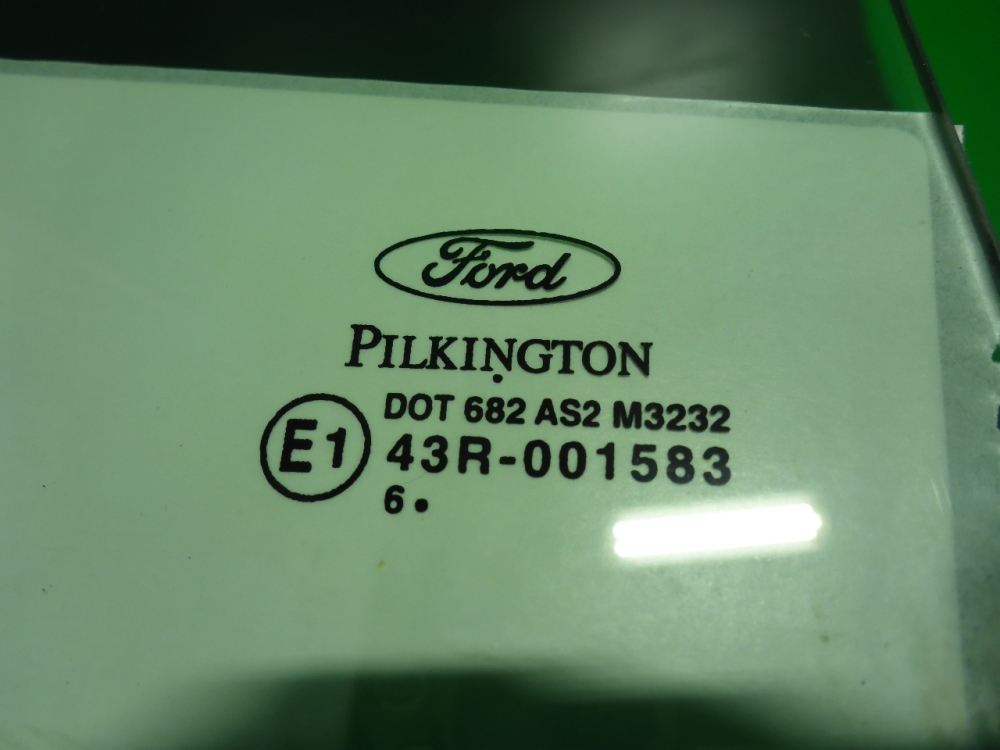 Ford
PILKINGTON
DOT 682 AS2 M3232
E1 43R-001583
6•